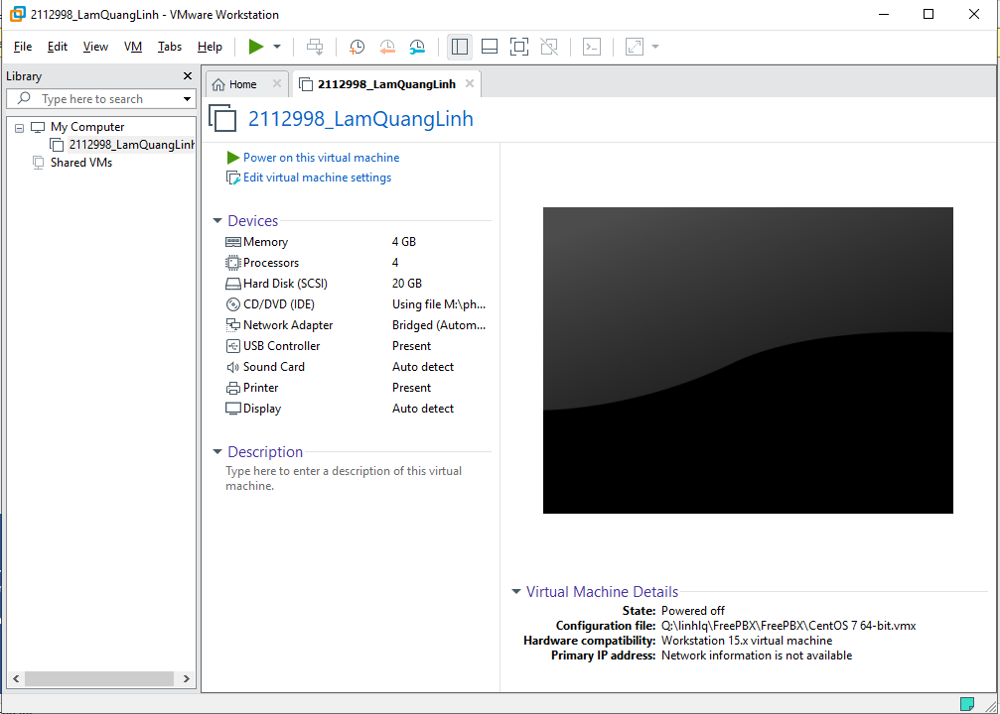 2112998_LamQuangLinh - VMware Workstation
File Edit View VM Tabs Help
Library
Type here to search
My Computer
2112998_LamQuangLinh
Shared VMs
Home
2112998_LamQuangLinh
2112998_LamQuangLinh
Power on this virtual machine
Edit virtual machine settings
Devices
Memory 4 GB
Processors 4
Hard Disk (SCSI) 20 GB
CD/DVD (IDE) Using file M:\ph...
Network Adapter Bridged (Autom...
USB Controller Present
Sound Card Auto detect
Printer Present
Display Auto detect
Description
Type here to enter a description of this virtual
machine.
Virtual Machine Details
State: Powered off
Configuration file: Q:\linhlq\FreePBX\FreePBX\CentOS 7 64-bit.vmx
Hardware compatibility: Workstation 15.x virtual machine
Primary IP address: Network information is not available